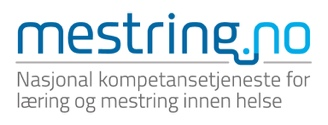 mestring.no
Nasjonal kompetansetjeneste for
læring og mestring innen helse